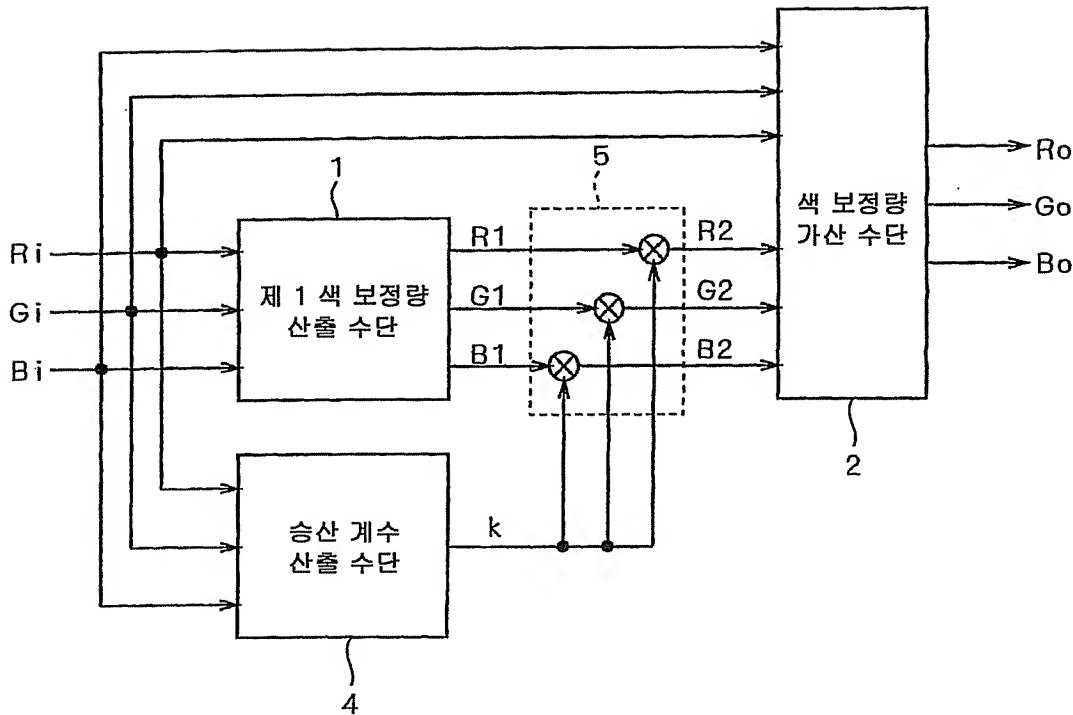 Ri
Gi
Bi
1
제 1 색 보정량
산출 수단
R1
G1
B1
5
R2
G2
B2
색 보정량
가산 수단
2
Ro
Go
Bo
승산 계수
산출 수단
4
k